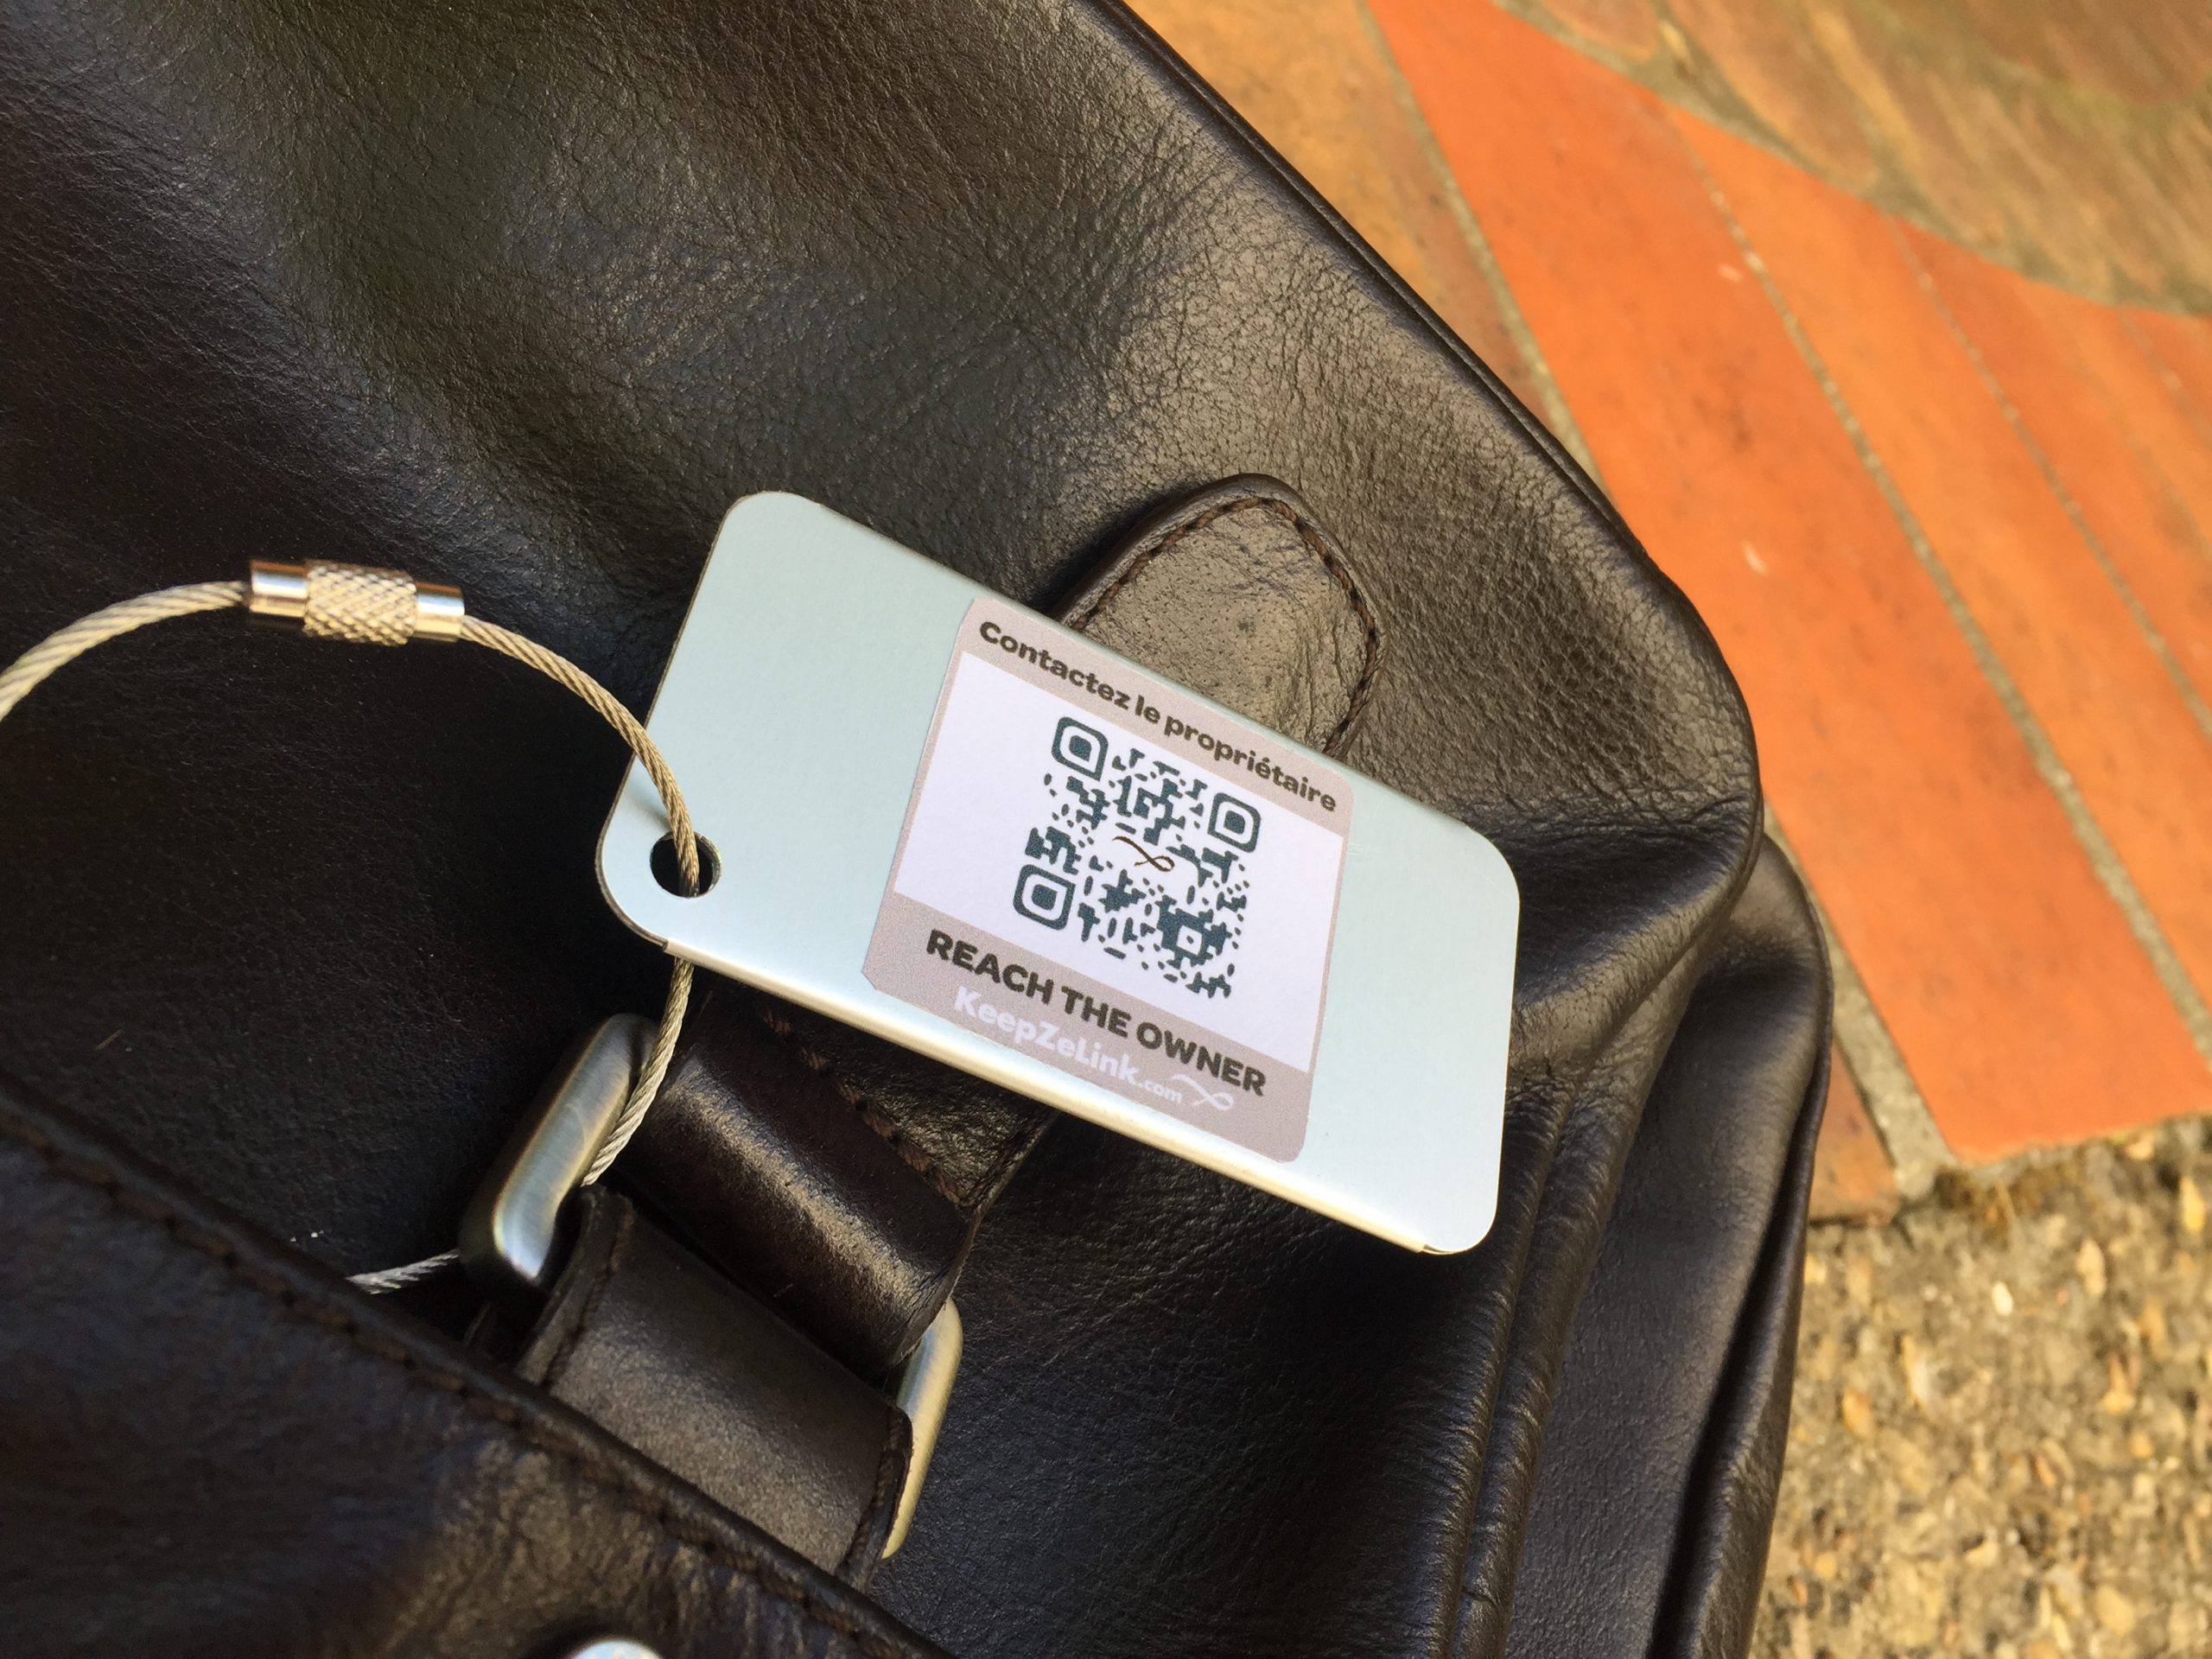 Contactez le propriétaire
REACH THE OWNER
KeepZeLink.com